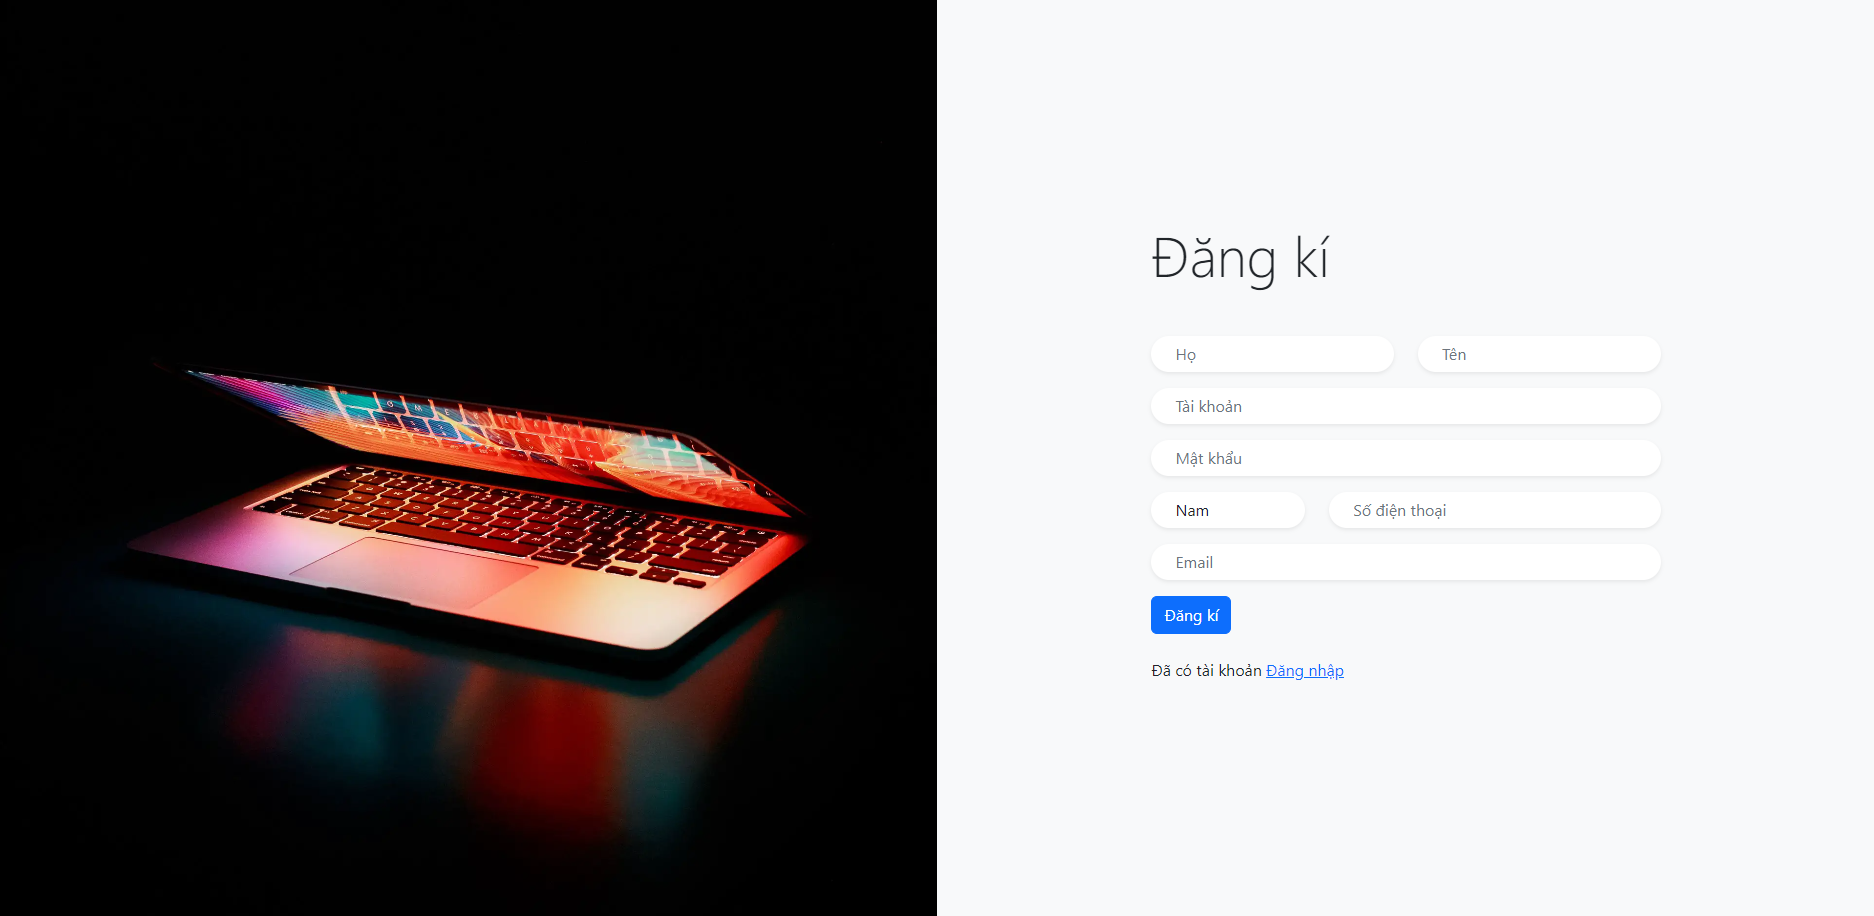 Đăng kí
Họ Tên
Tài khoản
Mật khẩu
Nam Số điện thoại
Email
Đăng kí
Đã có tài khoản Đăng nhập